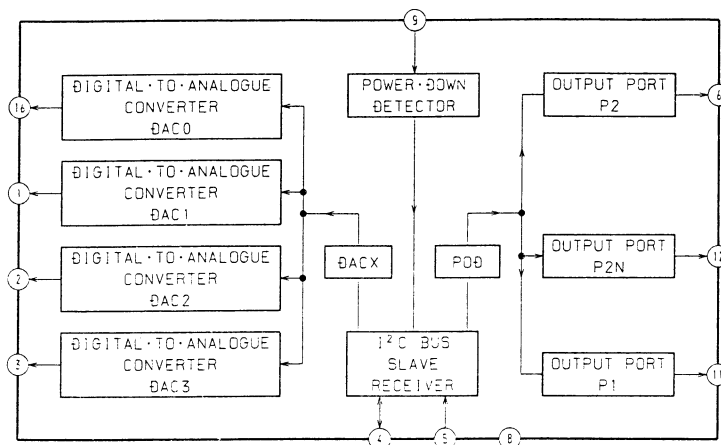 9
DIGITAL·TO·ANALOGUE
CONVERTER
DAC0
16
POWER·DOWN
DETECTOR
OUTPUT PORT
P2
6
DIGITAL·TO·ANALOGUE
CONVERTER
DAC1
1
DIGITAL·TO·ANALOGUE
CONVERTER
DAC2
2
DACX
POD
OUTPUT PORT
P2N
12
DIGITAL·TO·ANALOGUE
CONVERTER
DAC3
3
I²C BUS
SLAVE
RECEIVER
OUTPUT PORT
P1
11
4
5
8